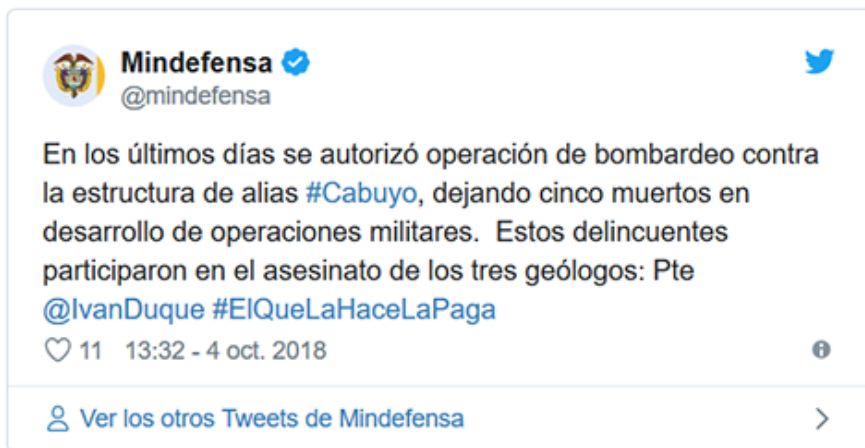 Mindefensa
@mindefensa
En los últimos días se autorizó operación de bombardeo contra
la estructura de alias #Cabuyo, dejando cinco muertos en
desarrollo de operaciones militares.  Estos delincuentes
participaron en el asesinato de los tres geólogos: Pte
@IvanDuque #ElQueLaHaceLaPaga
11 13:32 - 4 oct. 2018
Ver los otros Tweets de Mindefensa